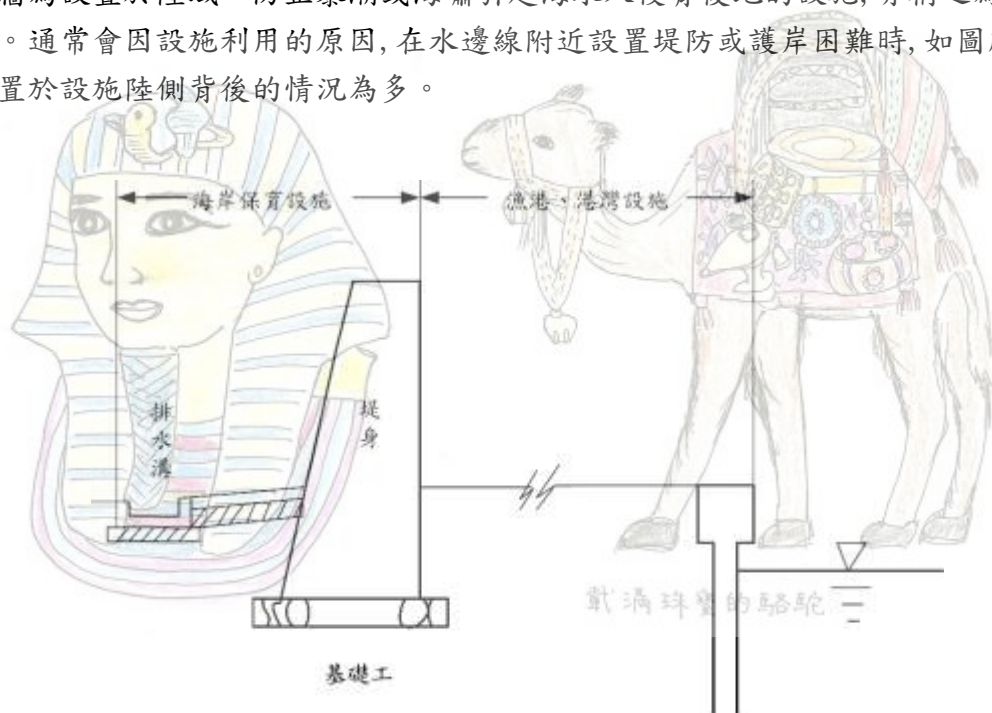 。通常會因設施利用的原因,在水邊線附近設置堤防或護岸困難時,如圖
置於設施陸側背後的情況為多。
海岸保育設施
漁港、港灣設施
排水溝
堤身
載滿珠寶的駱駝
基礎工